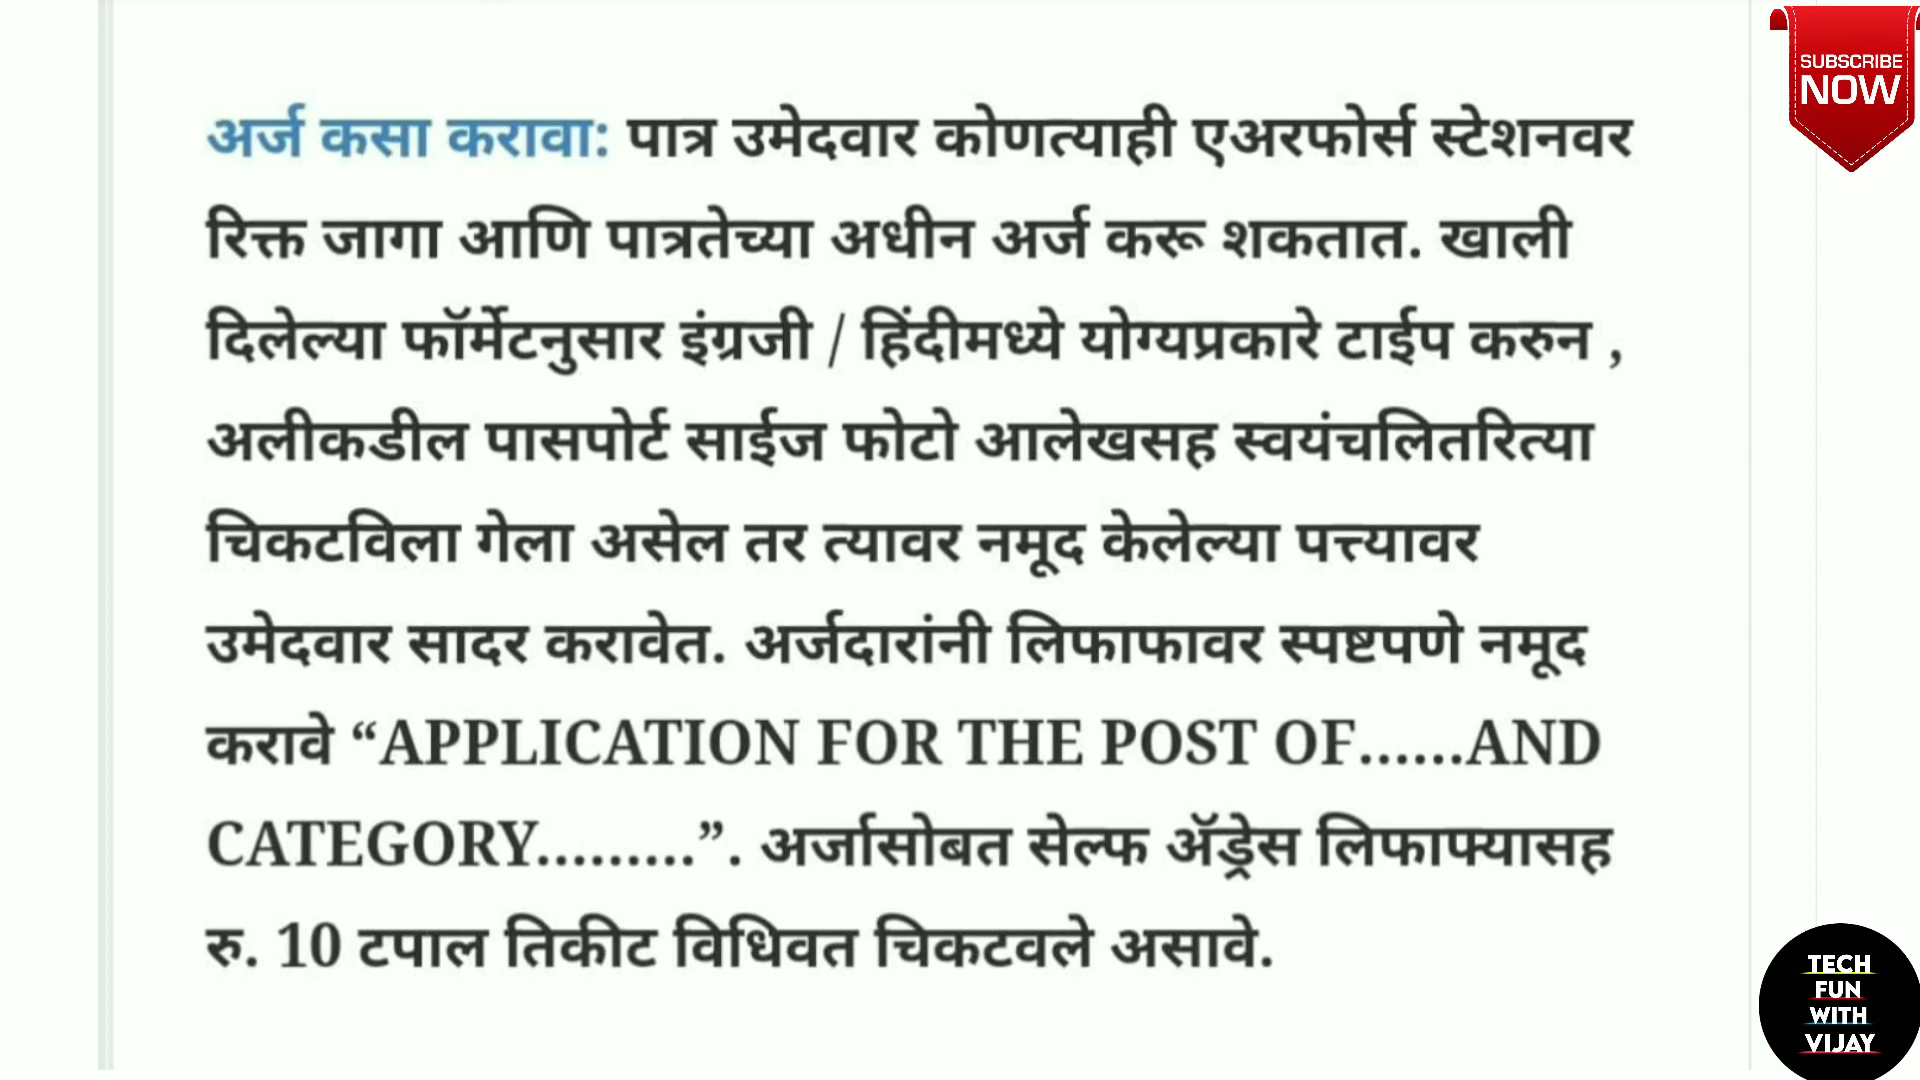 अर्ज कसा करावा: पात्र उमेदवार कोणत्याही एअरफोर्स स्टेशनवर
रिक्त जागा आणि पात्रतेच्या अधीन अर्ज करू शकतात. खाली
दिलेल्या फॉर्मेटनुसार इंग्रजी / हिंदीमध्ये योग्यप्रकारे टाईप करुन ,
अलीकडील पासपोर्ट साईज फोटो आलेखसह स्वयंचलितरित्या
चिकटविला गेला असेल तर त्यावर नमूद केलेल्या पत्त्यावर
उमेदवार सादर करावेत. अर्जदारांनी लिफाफावर स्पष्टपणे नमूद
करावे “APPLICATION FOR THE POST OF......AND
CATEGORY.........”. अर्जासोबत सेल्फ ॲड्रेस लिफाफ्यासह
रु. 10 टपाल तिकीट विधिवत चिकटवले असावे.
SUBSCRIBE
NOW
TECH
FUN
WITH
VIJAY